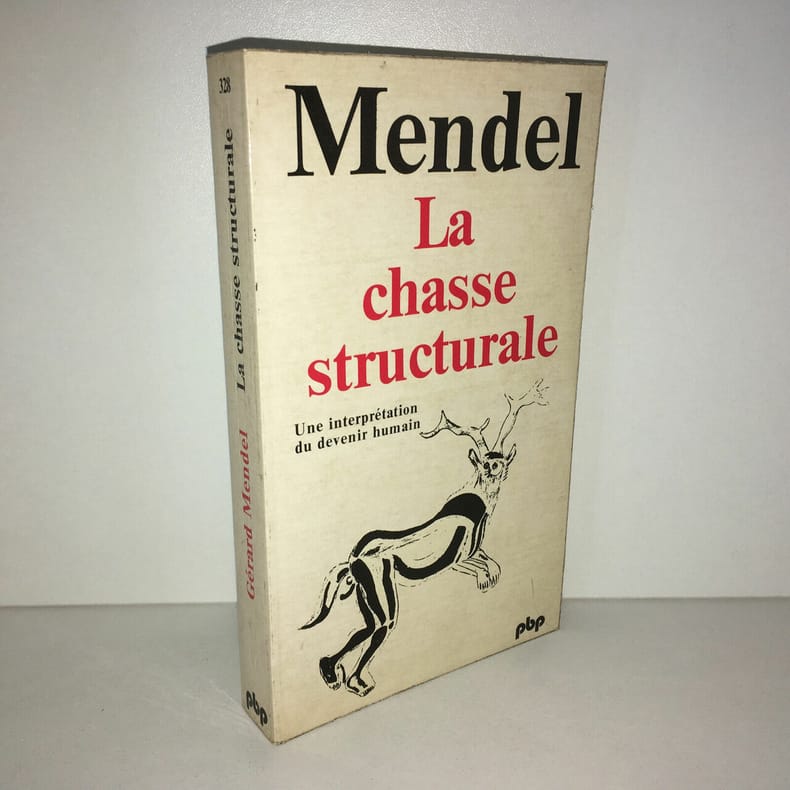 Mendel
La
chasse
structurale
Une interprétation
du devenir humain
pbp
328
La chasse structurale
Gérard Mendel
pbp